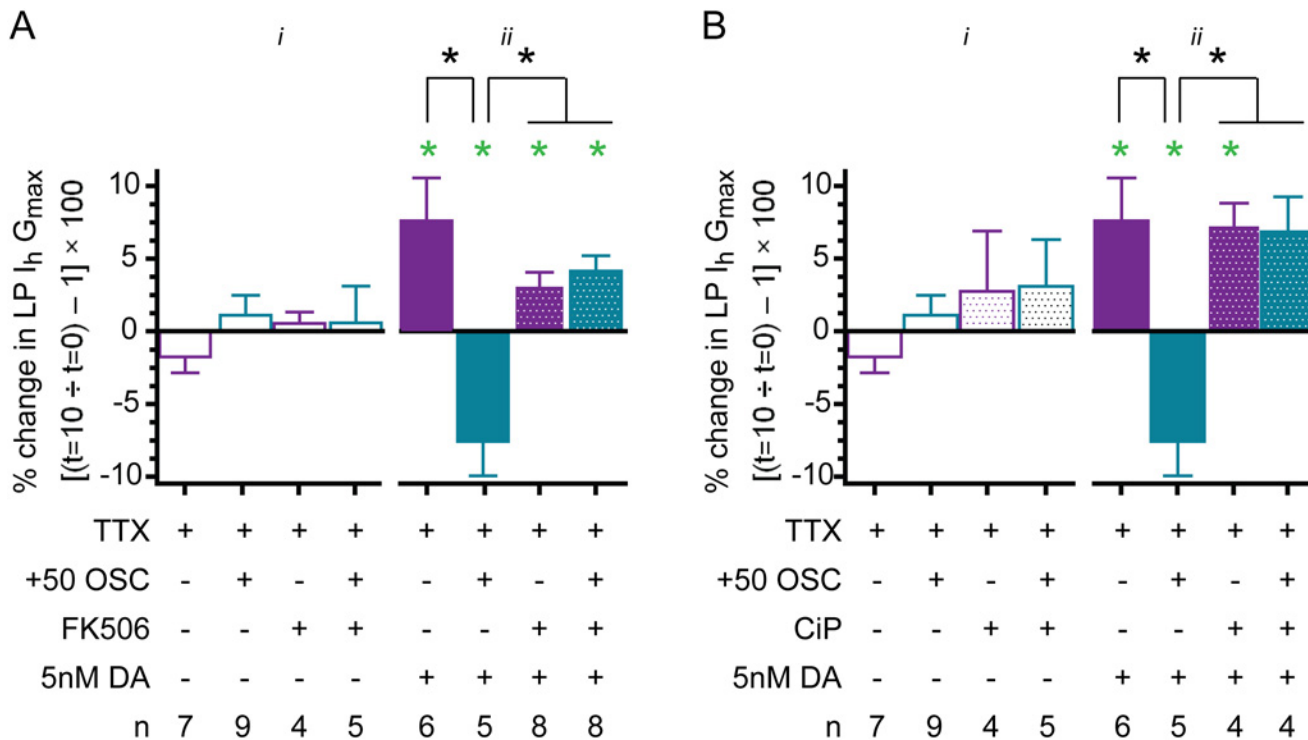 A
i
ii
* *
* * * *
% change in LP Ih Gmax
[(t=10 ÷ t=0) – 1] × 100
10
5
0
-5
-10
TTX + + + + + + + +
+50 OSC - + - + - + - +
FK506 - - + + - - + +
5nM DA - - - - + + + +
n 7 9 4 5 6 5 8 8
B
i
ii
* *
* * *
% change in LP Ih Gmax
[(t=10 ÷ t=0) – 1] × 100
10
5
0
-5
-10
TTX + + + + + + + +
+50 OSC - + - + - + - +
CiP - - + + - - + +
5nM DA - - - - + + + +
n 7 9 4 5 6 5 4 4